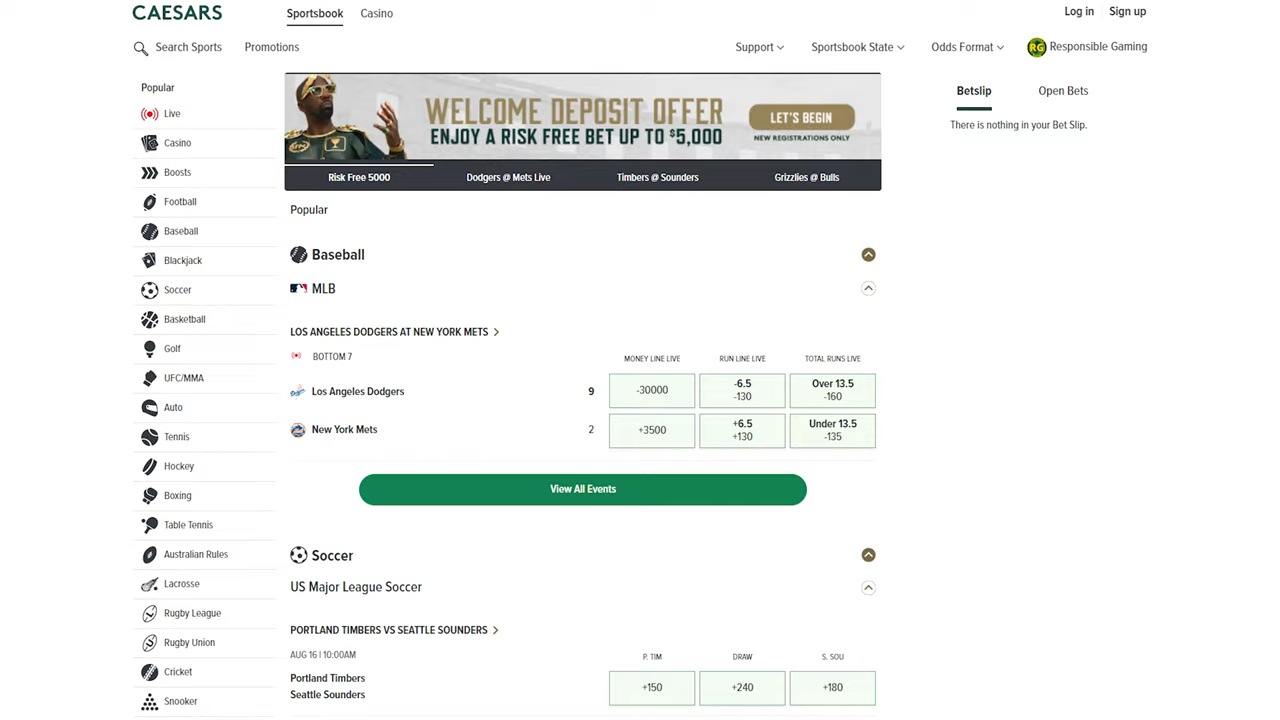 CAESARS
Sportsbook Casino
Log in Sign up
Search Sports Promotions
Support Sportsbook State Odds Format RG Responsible Gaming
Popular
Live
Casino
Boosts
Football
Baseball
Blackjack
Soccer
Basketball
Golf
UFC/MMA
Auto
Tennis
Hockey
Boxing
Table Tennis
Australian Rules
Lacrosse
Rugby League
Rugby Union
Cricket
Snooker
WELCOME DEPOSIT OFFER
ENJOY A RISK FREE BET UP TO $5,000
LET'S BEGIN
NEW REGISTRATIONS ONLY
Risk Free 5000 Dodgers @ Mets Live Timbers @ Sounders Grizzlies @ Bulls
Popular
Baseball
MLB
LOS ANGELES DODGERS AT NEW YORK METS
BOTTOM 7 MONEY LINE LIVE RUN LINE LIVE TOTAL RUNS LIVE
Los Angeles Dodgers 9 -30000 -6.5 -130 Over 13.5 -160
New York Mets 2 +3500 +6.5 +130 Under 13.5 -135
View All Events
Soccer
US Major League Soccer
PORTLAND TIMBERS VS SEATTLE SOUNDERS
AUG 16 | 10:00AM P. TIM DRAW S. SOU
Portland Timbers
Seattle Sounders
+150 +240 +180
Betslip Open Bets
There is nothing in your Bet Slip.